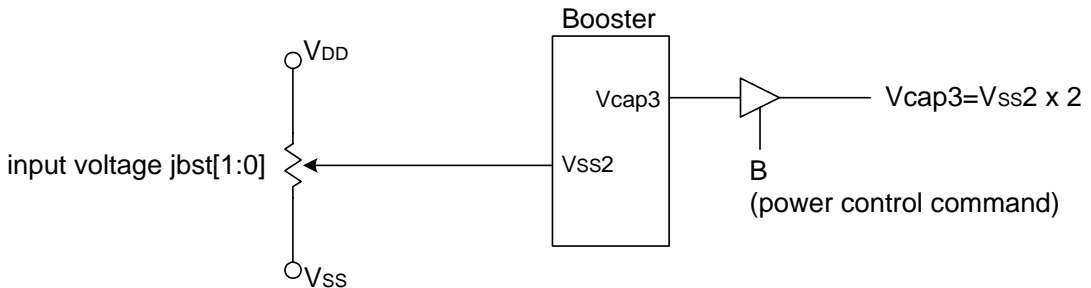 Booster
VDD
Vcap3
Vcap3=VSS2 x 2
input voltage jbst[1:0]
VSS2
B
(power control command)
VSS